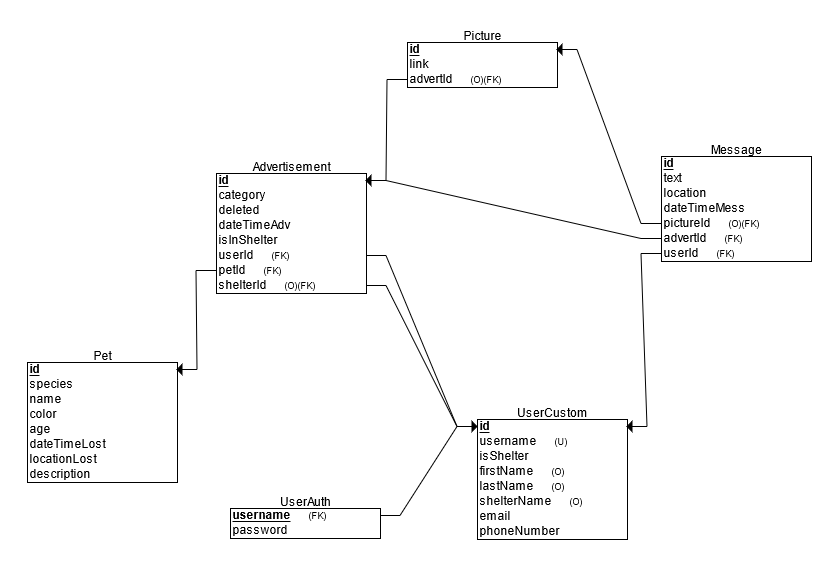 Picture
id
link
advertId (O)(FK)
Message
id
text
location
dateTimeMess
pictureId (O)(FK)
advertId (FK)
userId (FK)
Advertisement
id
category
deleted
dateTimeAdv
isInShelter
userId (FK)
petId (FK)
shelterId (O)(FK)
Pet
id
species
name
color
age
dateTimeLost
locationLost
description
UserCustom
id
username (U)
isShelter
firstName (O)
lastName (O)
shelterName (O)
email
phoneNumber
UserAuth
username (FK)
password